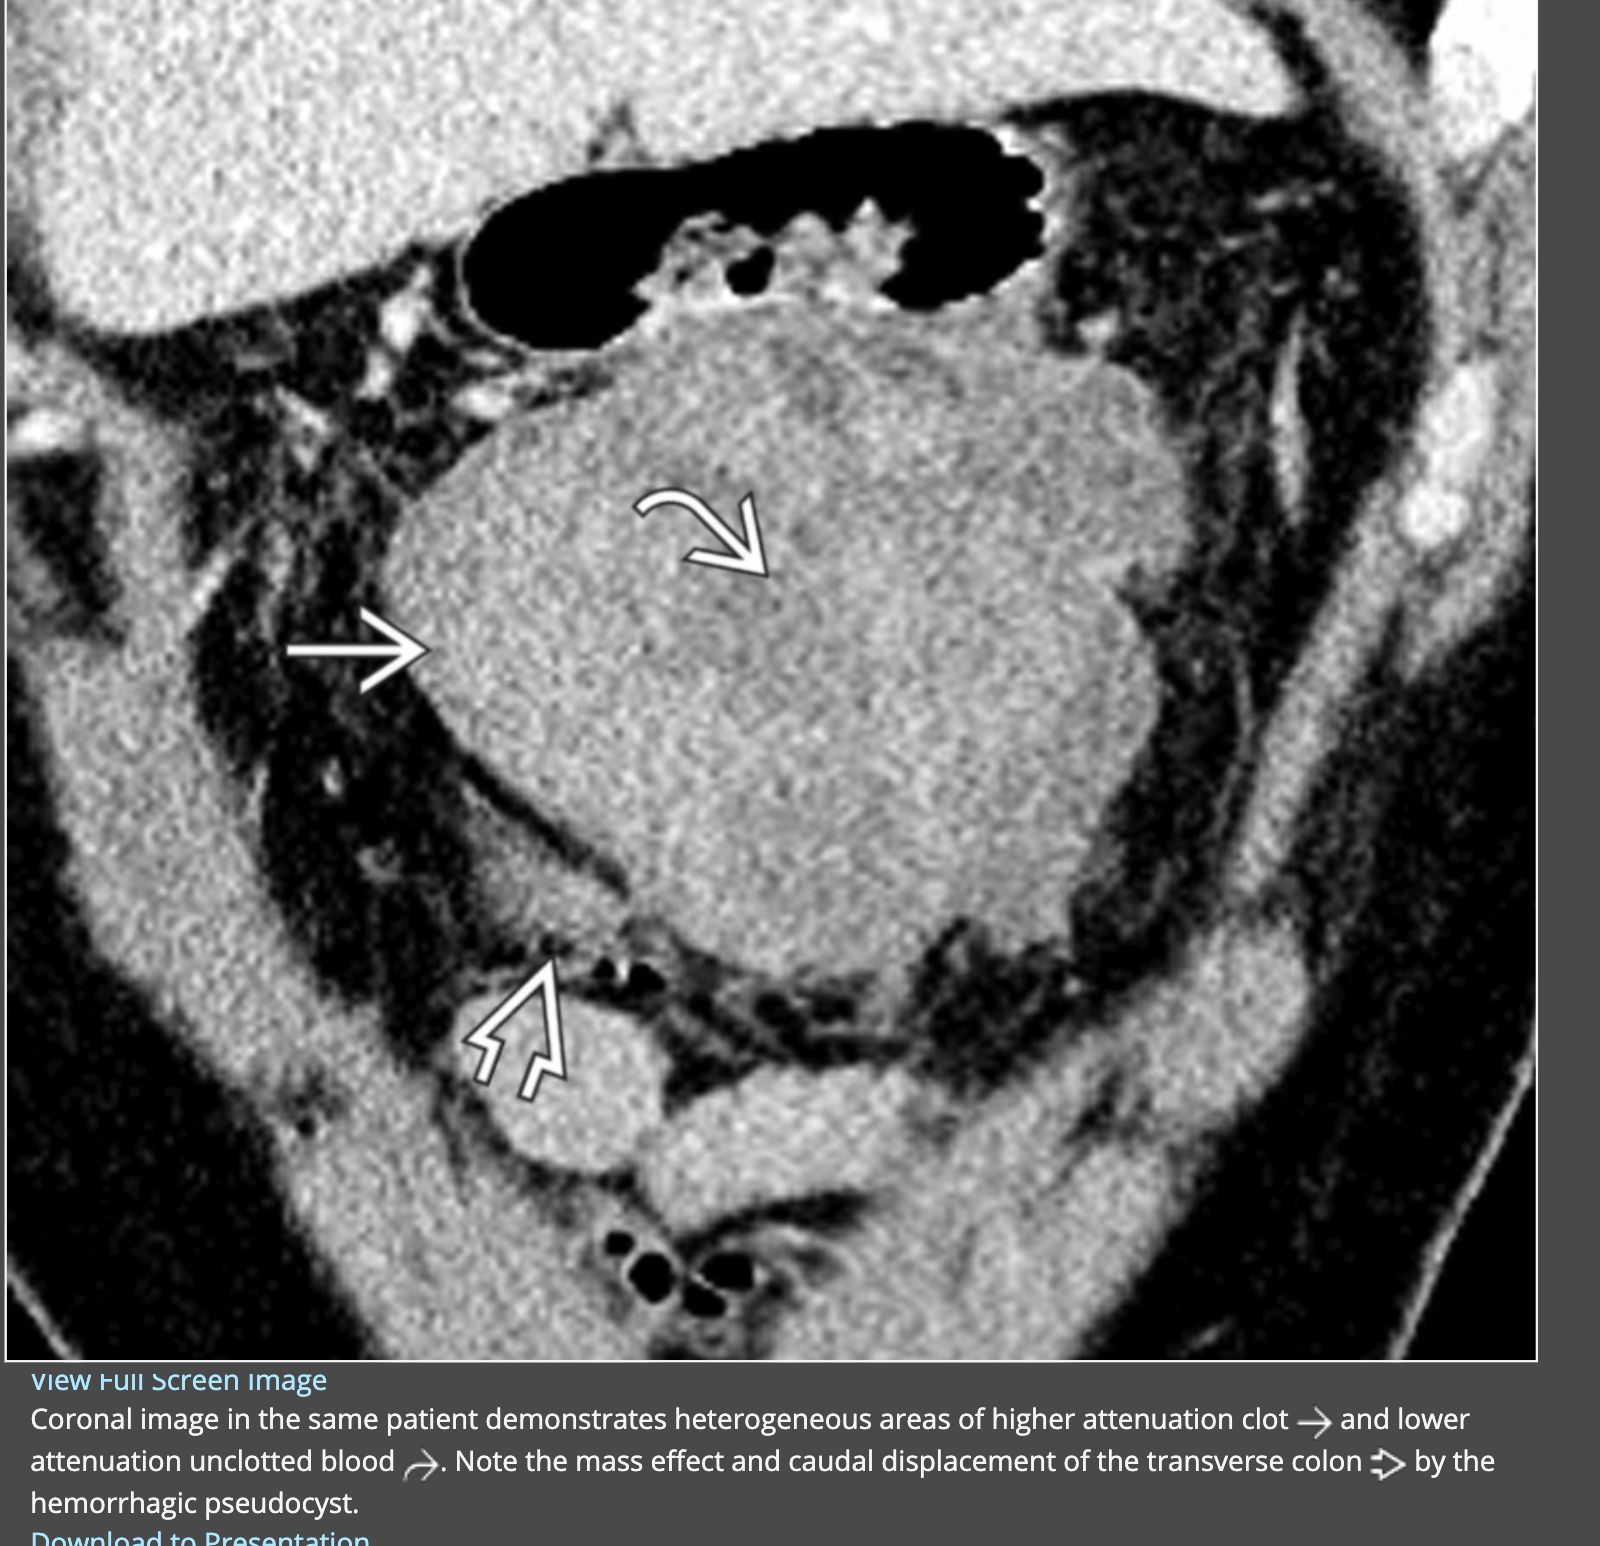 View Full Screen Image
Coronal image in the same patient demonstrates heterogeneous areas of higher attenuation clot → and lower
attenuation unclotted blood ↷. Note the mass effect and caudal displacement of the transverse colon ⇨ by the
hemorrhagic pseudocyst.
Download to Presentation